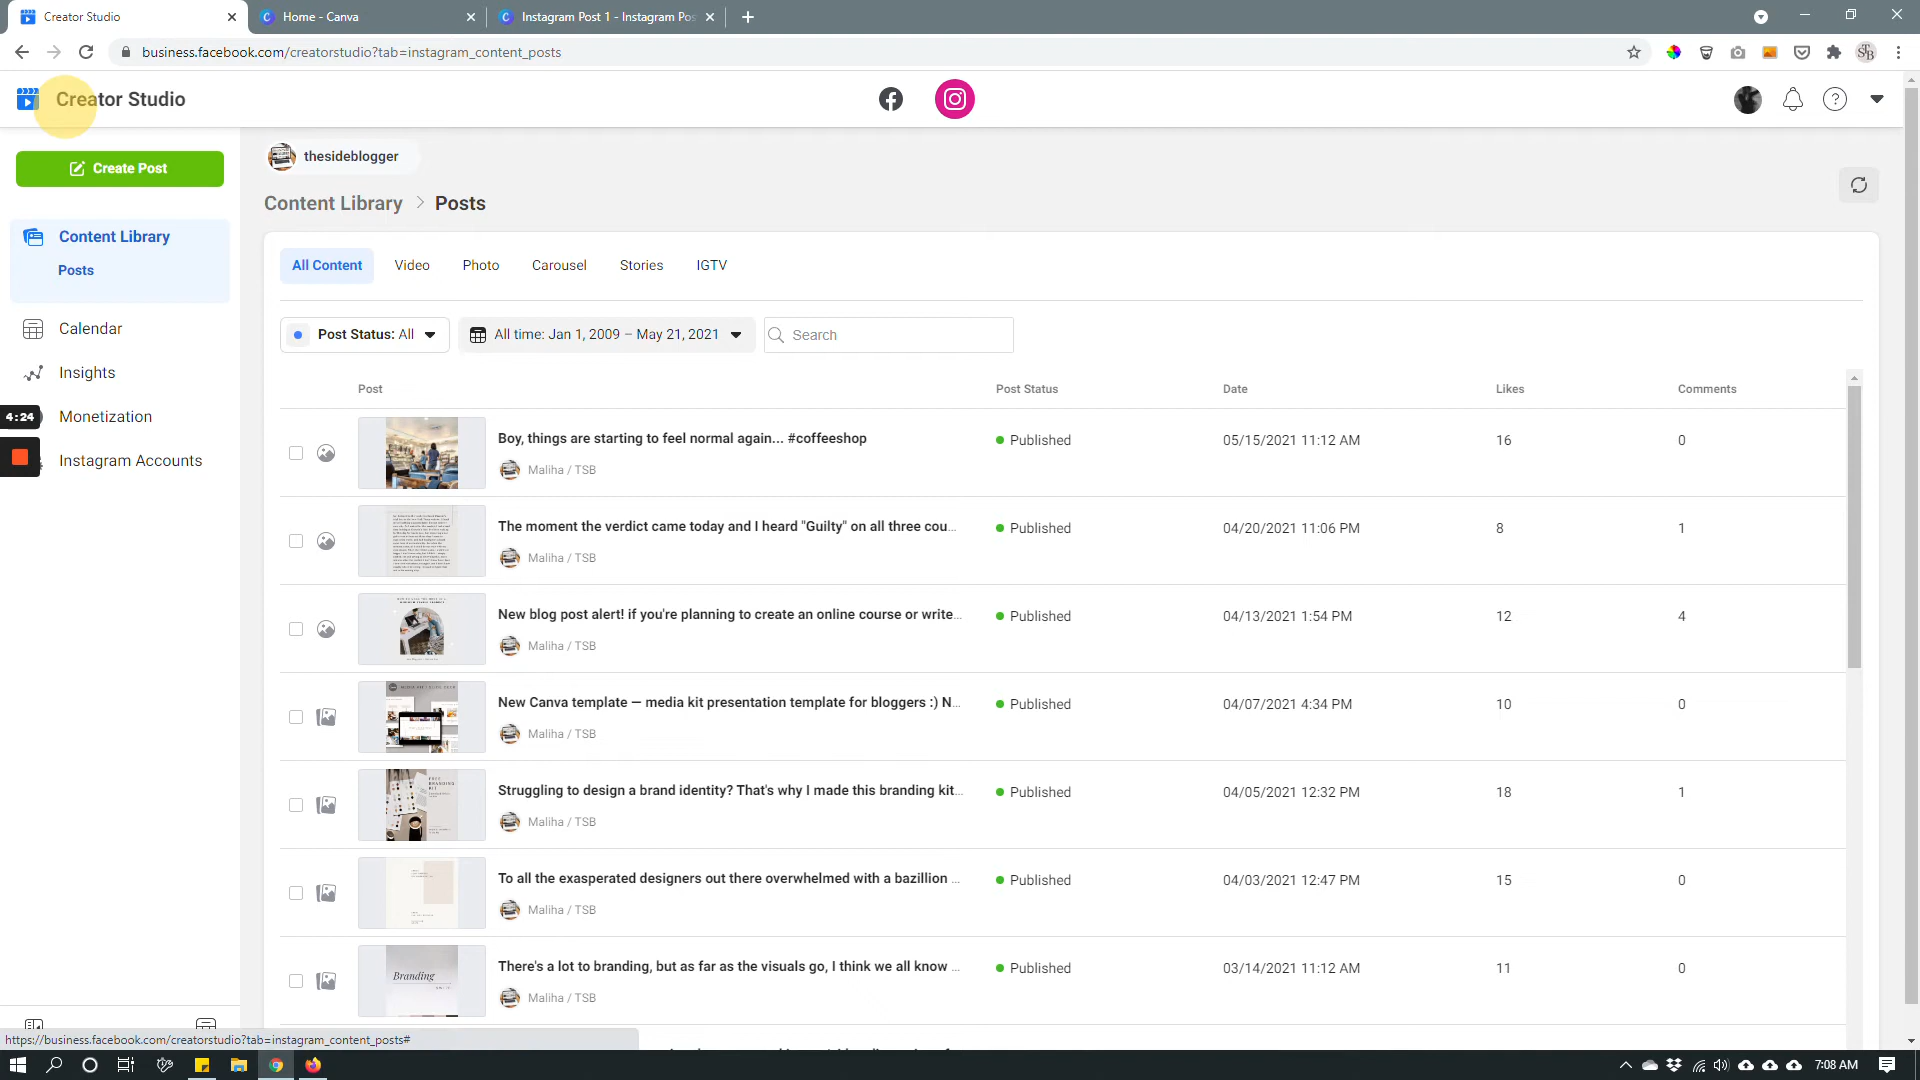 Creator Studio
Home - Canva
Instagram Post 1 - Instagram Pos
business.facebook.com/creatorstudio?tab=instagram_content_posts
Creator Studio
Create Post
Content Library
Posts
Calendar
Insights
4:24
Monetization
Instagram Accounts
thesideblogger
Content Library > Posts
All Content
Video
Photo
Carousel
Stories
IGTV
Post Status: All
All time: Jan 1, 2009 – May 21, 2021
Search
Post
Post Status
Date
Likes
Comments
Boy, things are starting to feel normal again... #coffeeshop
Maliha / TSB
Published
05/15/2021 11:12 AM
16
0
The moment the verdict came today and I heard "Guilty" on all three cou...
Maliha / TSB
Published
04/20/2021 11:06 PM
8
1
New blog post alert! if you're planning to create an online course or write...
Maliha / TSB
Published
04/13/2021 1:54 PM
12
4
New Canva template — media kit presentation template for bloggers :) N...
Maliha / TSB
Published
04/07/2021 4:34 PM
10
0
Struggling to design a brand identity? That's why I made this branding kit...
Maliha / TSB
Published
04/05/2021 12:32 PM
18
1
To all the exasperated designers out there overwhelmed with a bazillion ...
Maliha / TSB
Published
04/03/2021 12:47 PM
15
0
Branding
There's a lot to branding, but as far as the visuals go, I think we all know ...
Maliha / TSB
Published
03/14/2021 11:12 AM
11
0
https://business.facebook.com/creatorstudio?tab=instagram_content_posts#
7:08 AM